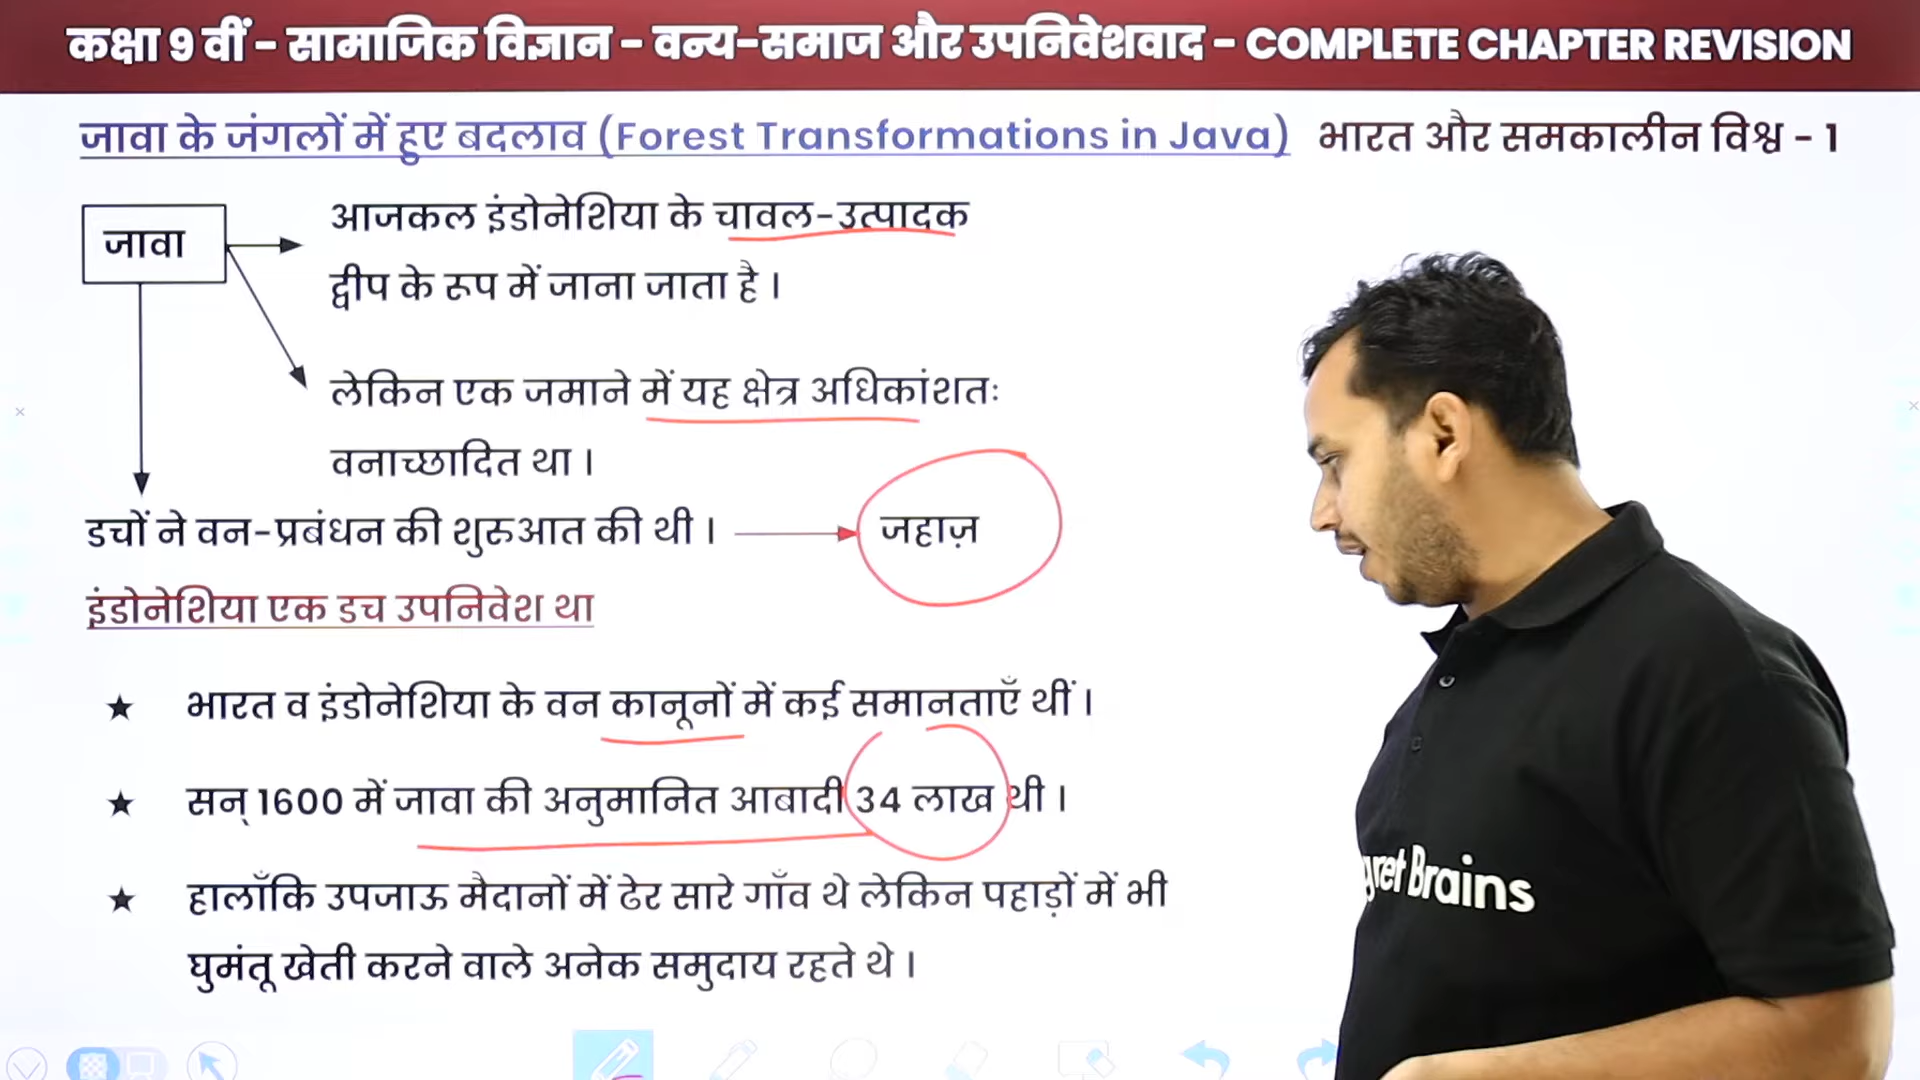 कक्षा 9 वीं - सामाजिक विज्ञान - वन्य-समाज और उपनिवेशवाद - COMPLETE CHAPTER REVISION
जावा के जंगलों में हुए बदलाव (Forest Transformations in Java) भारत और समकालीन विश्व - 1
जावा
आजकल इंडोनेशिया के चावल-उत्पादक
द्वीप के रूप में जाना जाता है।
लेकिन एक जमाने में यह क्षेत्र अधिकांशतः
वनाच्छादित था।
डचों ने वन-प्रबंधन की शुरुआत की थी। जहाज़
इंडोनेशिया एक डच उपनिवेश था
★ भारत व इंडोनेशिया के वन कानूनों में कई समानताएँ थीं।
★ सन् 1600 में जावा की अनुमानित आबादी 34 लाख थी।
★ हालाँकि उपजाऊ मैदानों में ढेर सारे गाँव थे लेकिन पहाड़ों में भी
घुमंतू खेती करने वाले अनेक समुदाय रहते थे।
Brains